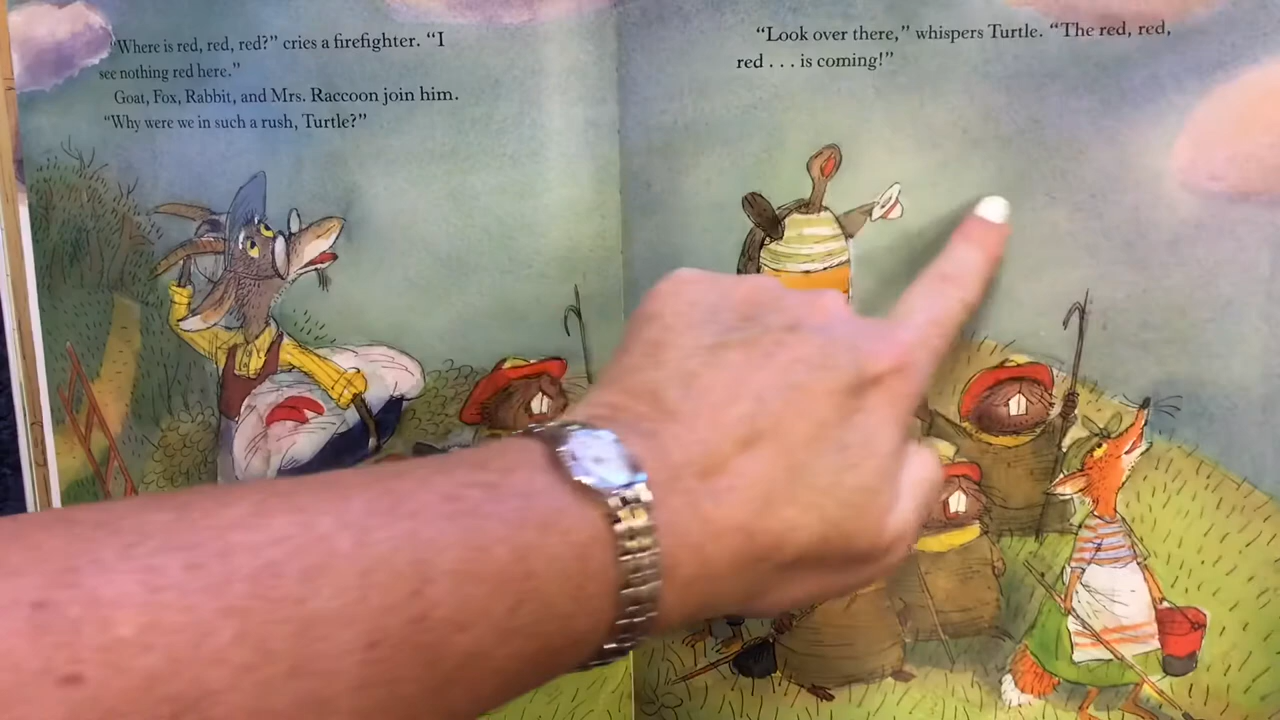 "Where is red, red, red?" cries a firefighter. "I
see nothing red here."
Goat, Fox, Rabbit, and Mrs. Raccoon join him.
"Why were we in such a rush, Turtle?"
"Look over there," whispers Turtle. "The red, red,
red . . . is coming!"